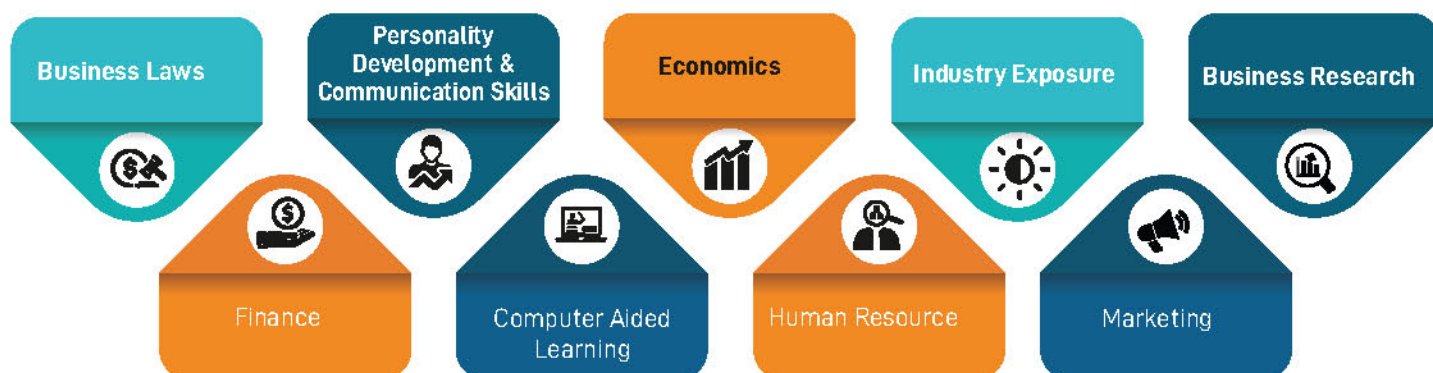 Business Laws
Personality
Development &
Communication Skills
Economics
Industry Exposure
Business Research
Finance
Computer Aided
Learning
Human Resource
Marketing